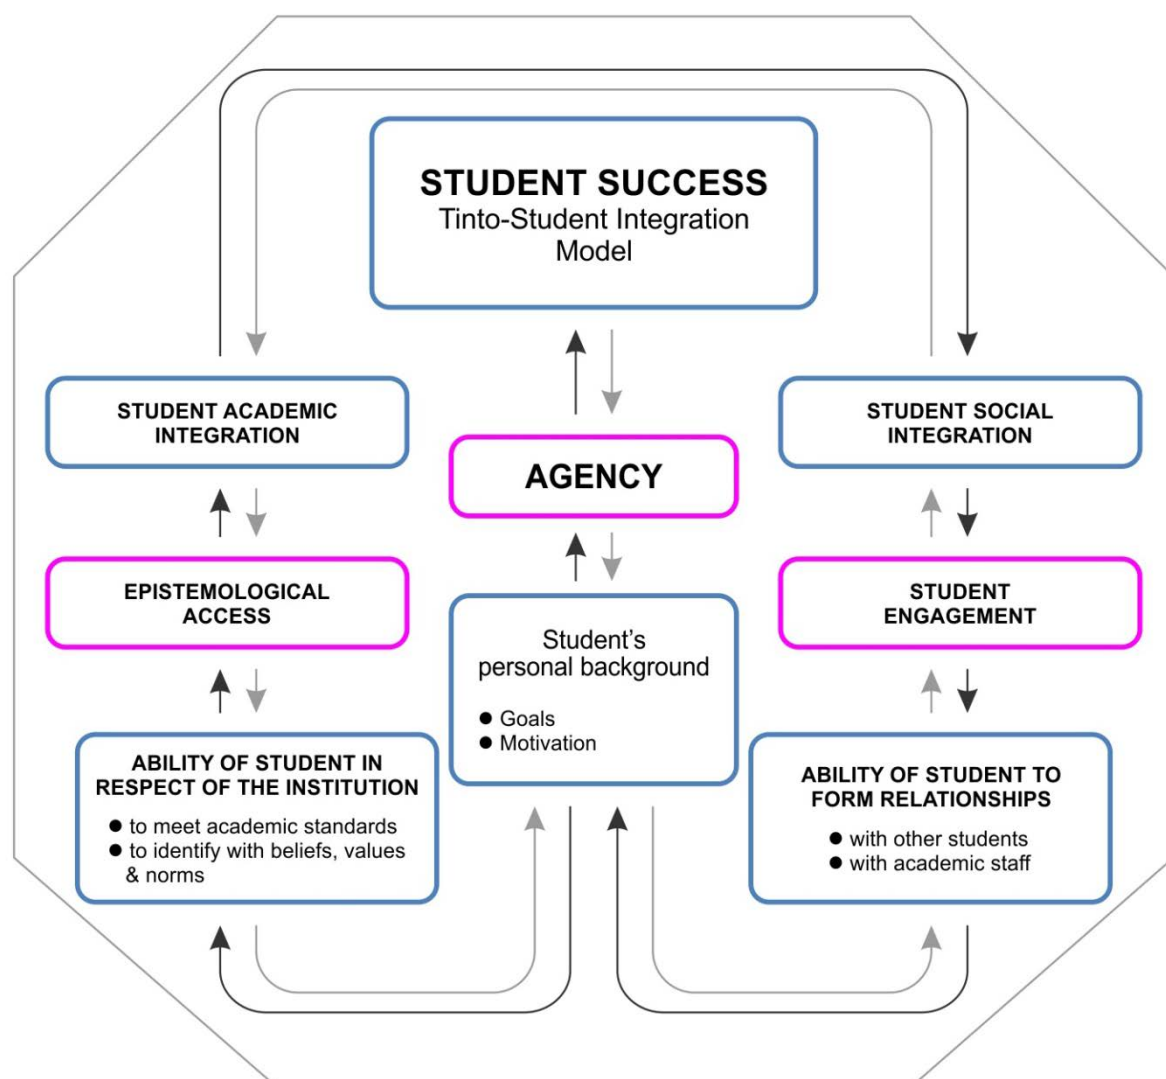 STUDENT SUCCESS
Tinto-Student Integration
Model
STUDENT ACADEMIC
INTEGRATION
STUDENT SOCIAL
INTEGRATION
AGENCY
EPISTEMOLOGICAL
ACCESS
STUDENT
ENGAGEMENT
Student’s
personal background
● Goals
● Motivation
ABILITY OF STUDENT IN
RESPECT OF THE INSTITUTION
● to meet academic standards
● to identify with beliefs, values
& norms
ABILITY OF STUDENT TO
FORM RELATIONSHIPS
● with other students
● with academic staff